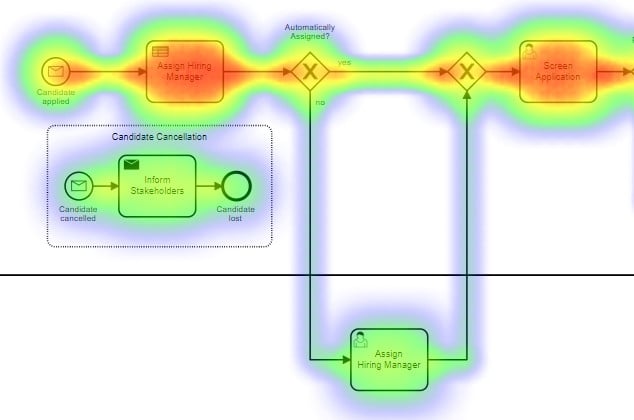 Automatically
Assigned?
Assign Hiring
Manager
yes
Screen
Application
Candidate
applied
no
Candidate Cancellation
Inform
Stakeholders
Candidate
cancelled
Candidate
lost
Assign
Hiring Manager